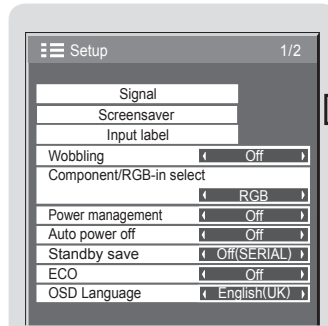 Setup 1/2
Signal
Screensaver
Input label
Wobbling Off
Component/RGB-in select
RGB
Power management Off
Auto power off Off
Standby save Off(SERIAL)
ECO Off
OSD Language English(UK)